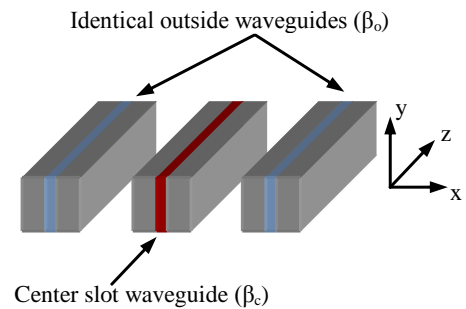 Identical outside waveguides (βo)
y
z
x
Center slot waveguide (βc)